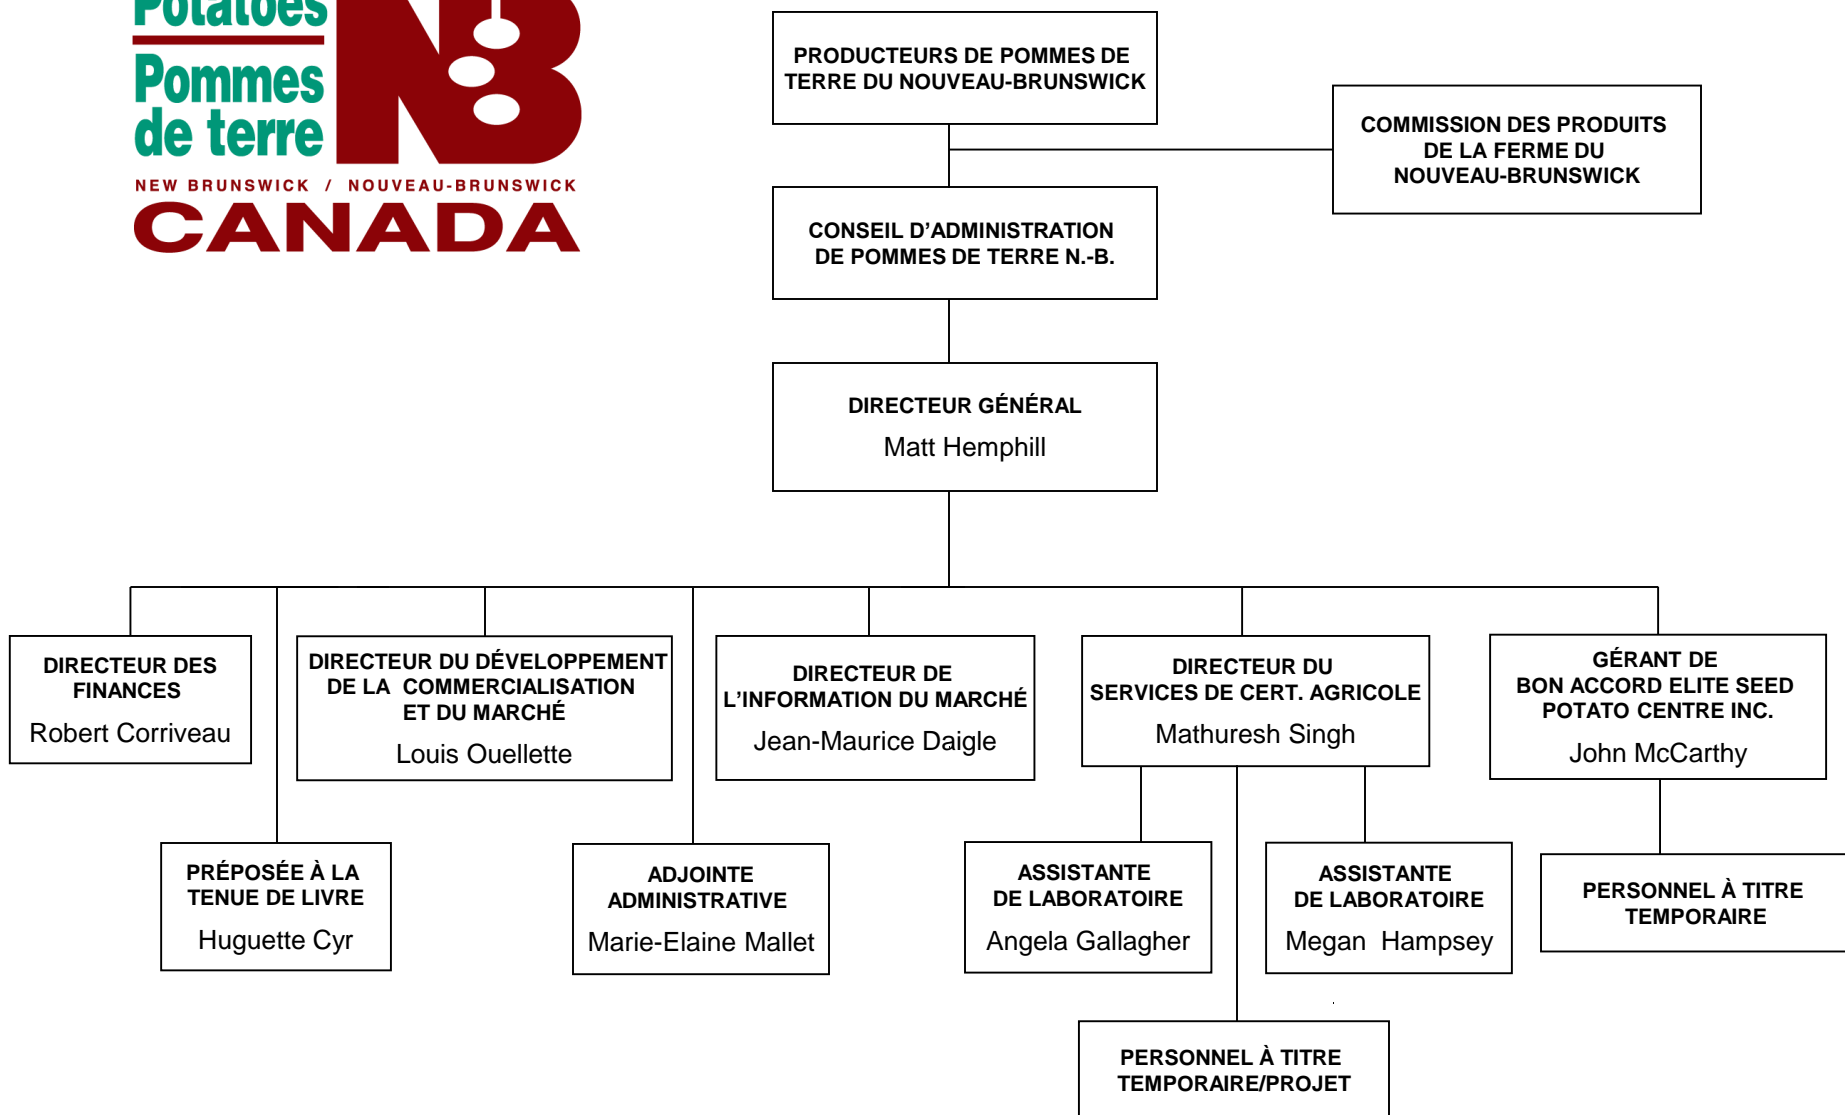 Potatoes
Pommes
de terre
NB
NEW BRUNSWICK / NOUVEAU-BRUNSWICK
CANADA
PRODUCTEURS DE POMMES DE
TERRE DU NOUVEAU-BRUNSWICK
COMMISSION DES PRODUITS
DE LA FERME DU
NOUVEAU-BRUNSWICK
CONSEIL D’ADMINISTRATION
DE POMMES DE TERRE N.-B.
DIRECTEUR GÉNÉRAL
Matt Hemphill
DIRECTEUR DES
FINANCES
Robert Corriveau
DIRECTEUR DU DÉVELOPPEMENT
DE LA COMMERCIALISATION
ET DU MARCHÉ
Louis Ouellette
DIRECTEUR DE
L’INFORMATION DU MARCHÉ
Jean-Maurice Daigle
DIRECTEUR DU
SERVICES DE CERT. AGRICOLE
Mathuresh Singh
GÉRANT DE
BON ACCORD ELITE SEED
POTATO CENTRE INC.
John McCarthy
PRÉPOSÉE À LA
TENUE DE LIVRE
Huguette Cyr
ADJOINTE
ADMINISTRATIVE
Marie-Elaine Mallet
ASSISTANTE
DE LABORATOIRE
Angela Gallagher
ASSISTANTE
DE LABORATOIRE
Megan Hampsey
PERSONNEL À TITRE
TEMPORAIRE
PERSONNEL À TITRE
TEMPORAIRE/PROJET